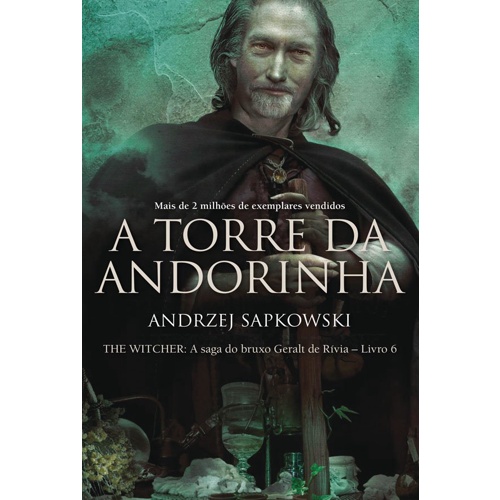 Mais de 2 milhões de exemplares vendidos
A TORRE DA
ANDORINHA
ANDRZEJ SAPKOWSKI
THE WITCHER: A saga do bruxo Geralt de Rívia – Livro 6